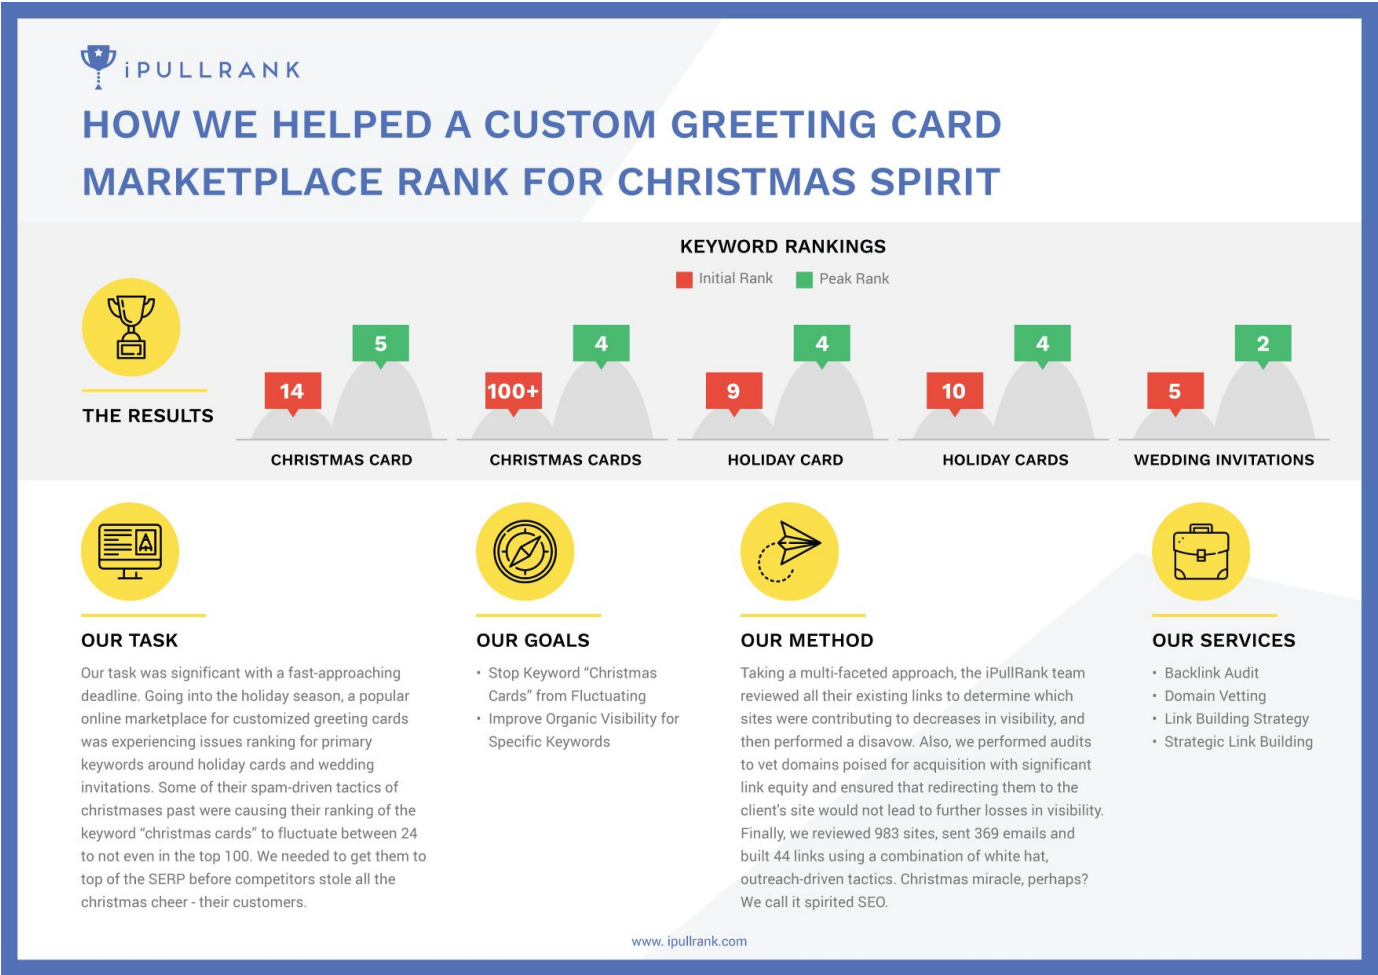 iPULLRANK
HOW WE HELPED A CUSTOM GREETING CARD
MARKETPLACE RANK FOR CHRISTMAS SPIRIT
KEYWORD RANKINGS
Initial Rank Peak Rank
THE RESULTS
14 5
CHRISTMAS CARD
100+ 4
CHRISTMAS CARDS
9 4
HOLIDAY CARD
10 4
HOLIDAY CARDS
5 2
WEDDING INVITATIONS
OUR TASK
Our task was significant with a fast-approaching
deadline. Going into the holiday season, a popular
online marketplace for customized greeting cards
was experiencing issues ranking for primary
keywords around holiday cards and wedding
invitations. Some of their spam-driven tactics of
christmases past were causing their ranking of the
keyword “christmas cards” to fluctuate between 24
to not even in the top 100. We needed to get them to
top of the SERP before competitors stole all the
christmas cheer - their customers.
OUR GOALS
• Stop Keyword “Christmas
Cards” from Fluctuating
• Improve Organic Visibility for
Specific Keywords
OUR METHOD
Taking a multi-faceted approach, the iPullRank team
reviewed all their existing links to determine which
sites were contributing to decreases in visibility, and
then performed a disavow. Also, we performed audits
to vet domains poised for acquisition with significant
link equity and ensured that redirecting them to the
client's site would not lead to further losses in visibility.
Finally, we reviewed 983 sites, sent 369 emails and
built 44 links using a combination of white hat,
outreach-driven tactics. Christmas miracle, perhaps?
We call it spirited SEO.
OUR SERVICES
• Backlink Audit
• Domain Vetting
• Link Building Strategy
• Strategic Link Building
www. ipullrank.com